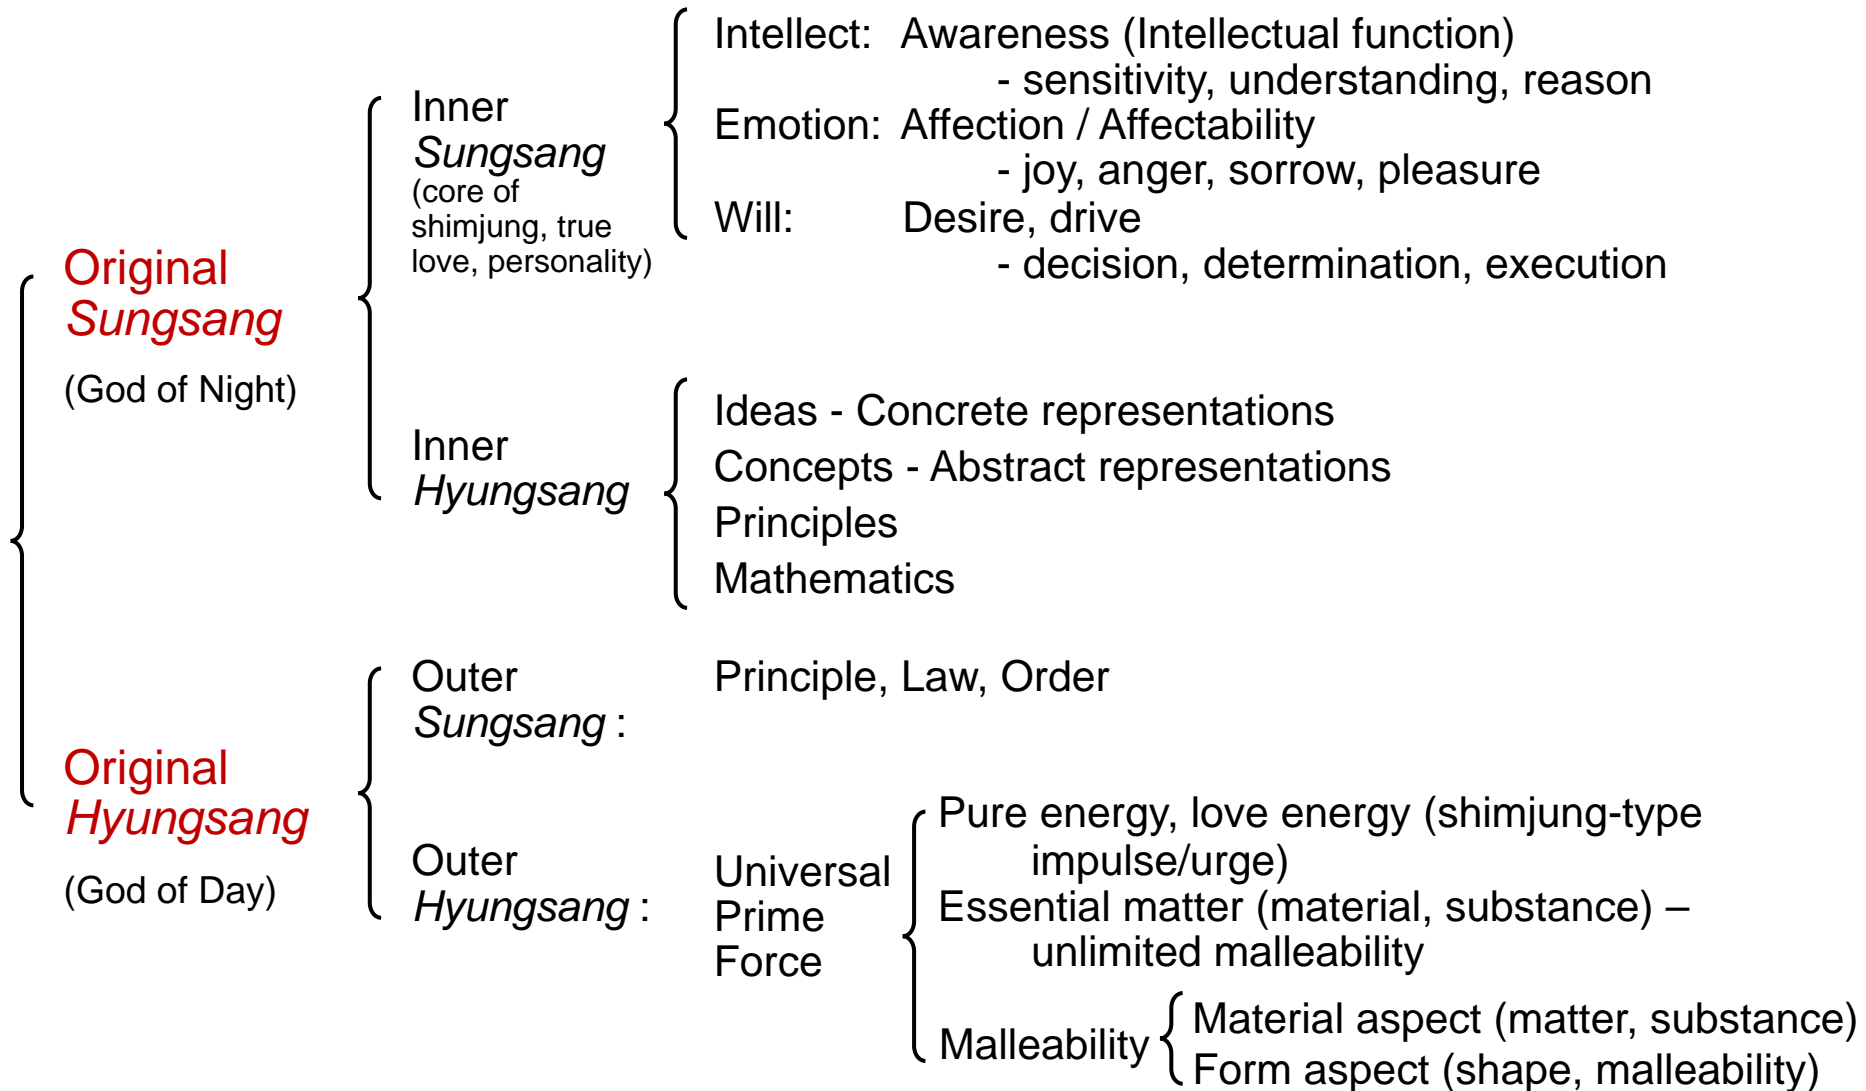 Original
Sungsang
(God of Night)
Inner
Sungsang
(core of
shimjung, true
love, personality)
Intellect: Awareness (Intellectual function)
- sensitivity, understanding, reason
Emotion: Affection / Affectability
- joy, anger, sorrow, pleasure
Will: Desire, drive
- decision, determination, execution
Inner
Hyungsang
Ideas - Concrete representations
Concepts - Abstract representations
Principles
Mathematics
Original
Hyungsang
(God of Day)
Outer
Sungsang :
Principle, Law, Order
Outer
Hyungsang :
Universal
Prime
Force
Pure energy, love energy (shimjung-type
impulse/urge)
Essential matter (material, substance) –
unlimited malleability
Malleability
Material aspect (matter, substance)
Form aspect (shape, malleability)